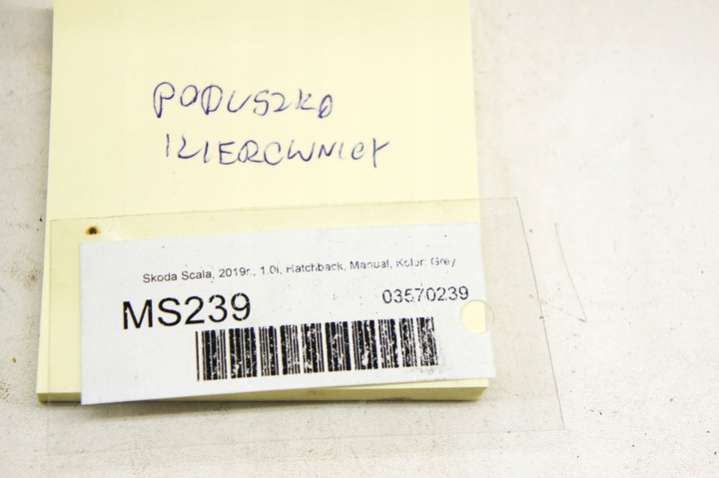 PODUSZKA
KIEROWNICY
Skoda Scala, 2019r., 1.0i, Hatchback, Manual, Kolor: Grey
MS239
03570239